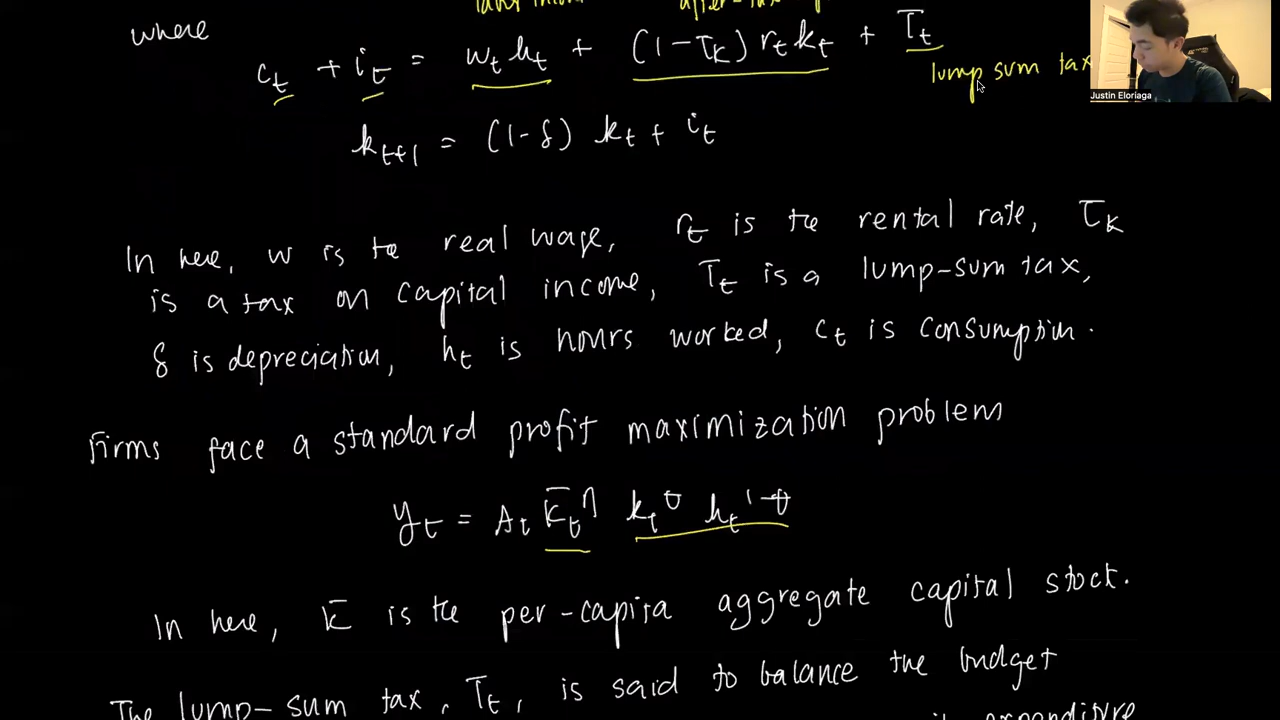 where
c_t + i_t = w_t h_t + (1-τ_K) r_t k_t + T_t
lump sum tax
Justin Eloriaga
k_{t+1} = (1-δ) k_t + i_t
In here, w is the real wage, r_t is the rental rate, τ_K
is a tax on capital income, T_t is a lump-sum tax,
δ is depreciation, h_t is hours worked, c_t is consumption.
Firms face a standard profit maximization problem
y_t = A_t k̄_t^η k_t^θ h_t^{1-θ}
In here, k̄ is the per-capita aggregate capital stock.
The lump-sum tax, T_t, is said to balance the budget
expenditure